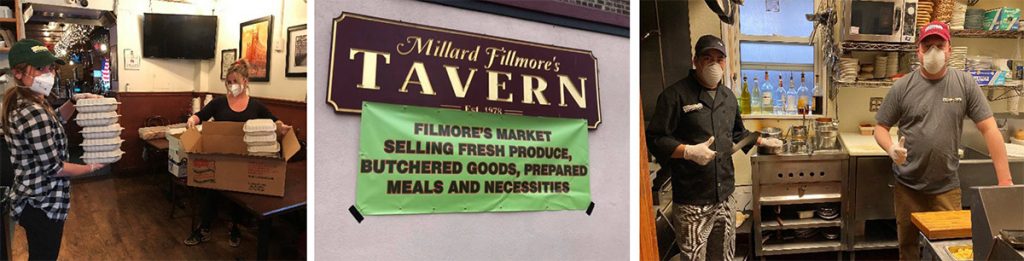 Millard Fillmore's
TAVERN
Est. 1978
FILMORE'S MARKET
SELLING FRESH PRODUCE,
BUTCHERED GOODS, PREPARED
MEALS AND NECESSITIES